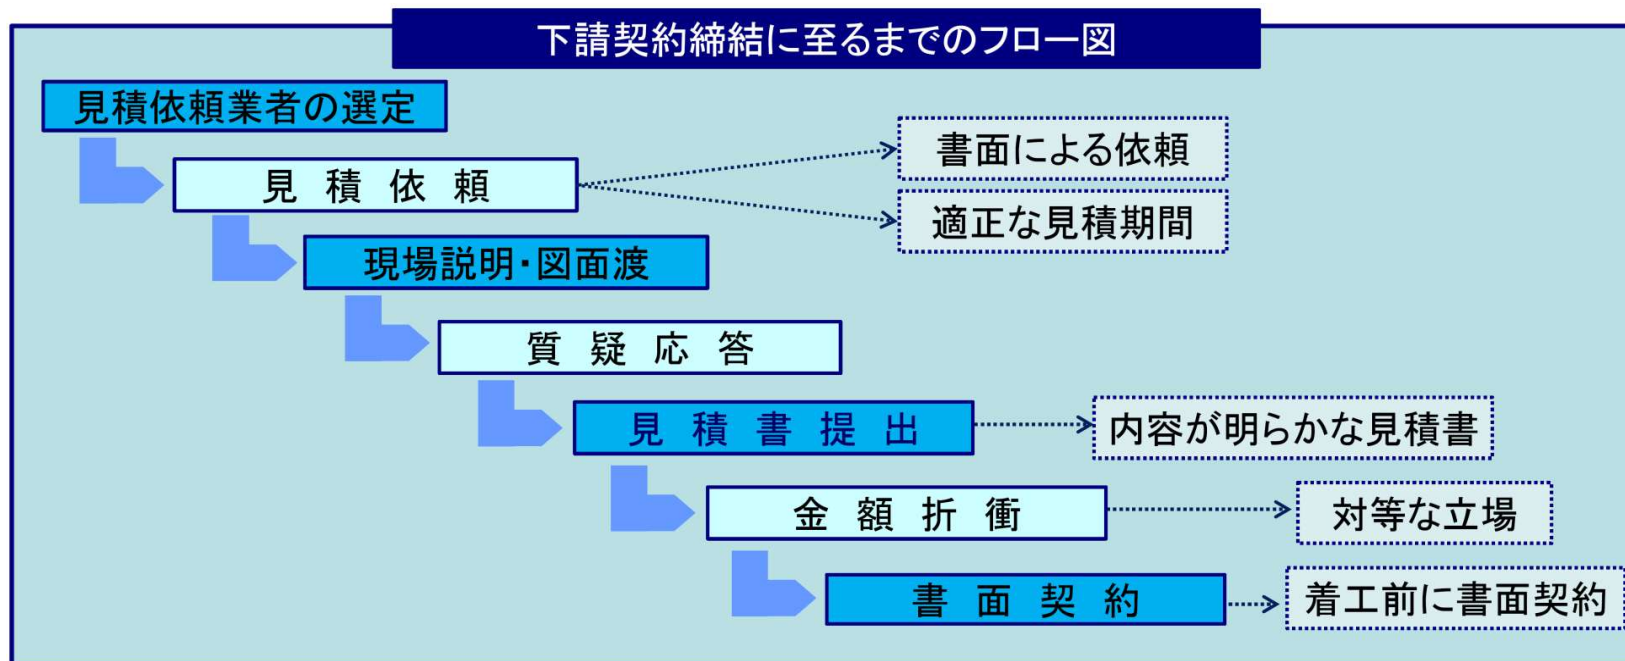 下請契約締結に至るまでのフロー図
見積依頼業者の選定
見積依頼
書面による依頼
適正な見積期間
現場説明・図面渡
質疑応答
見積書提出
内容が明らかな見積書
金額折衝
対等な立場
書面契約
着工前に書面契約